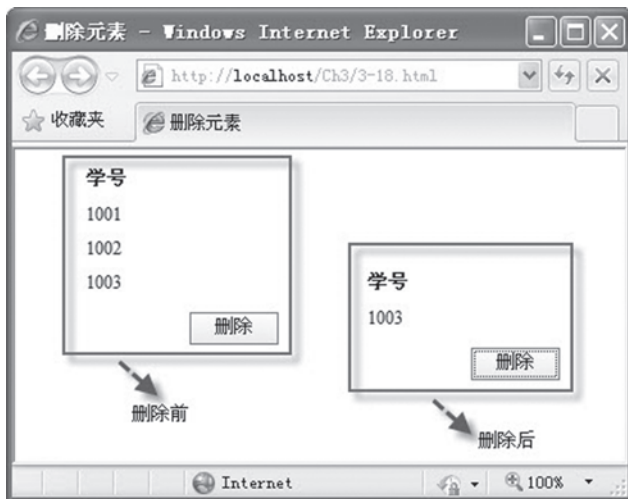 删除元素 - Windows Internet Explorer
http://localhost/Ch3/3-18.html
收藏夹
删除元素
学号
1001
1002
1003
删除
删除前
学号
1003
删除
删除后
Internet
100%